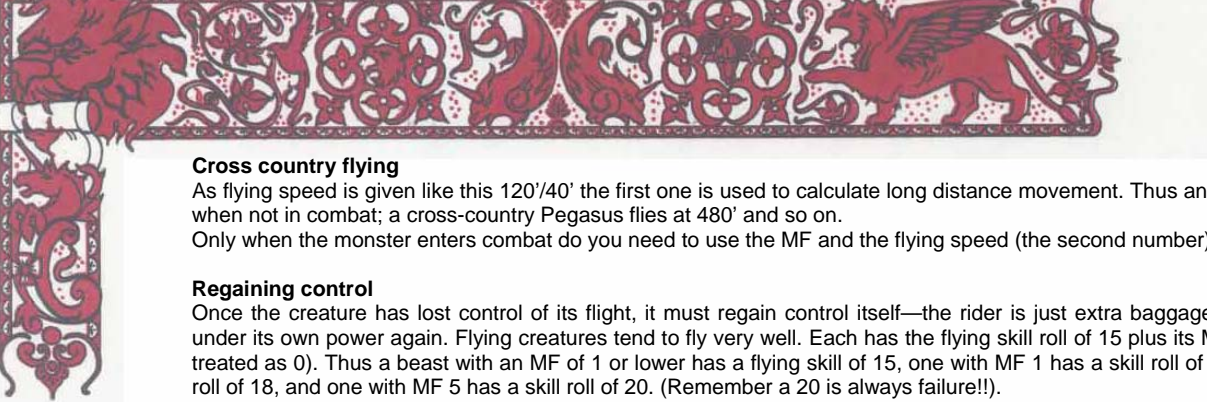 Cross country flying
As flying speed is given like this 120’/40’ the first one is used to calculate long distance movement. Thus an
when not in combat; a cross-country Pegasus flies at 480’ and so on.
Only when the monster enters combat do you need to use the MF and the flying speed (the second number)
Regaining control
Once the creature has lost control of its flight, it must regain control itself—the rider is just extra baggage
under its own power again. Flying creatures tend to fly very well. Each has the flying skill roll of 15 plus its
treated as 0). Thus a beast with an MF of 1 or lower has a flying skill of 15, one with MF 1 has a skill roll of
roll of 18, and one with MF 5 has a skill roll of 20. (Remember a 20 is always failure!!).